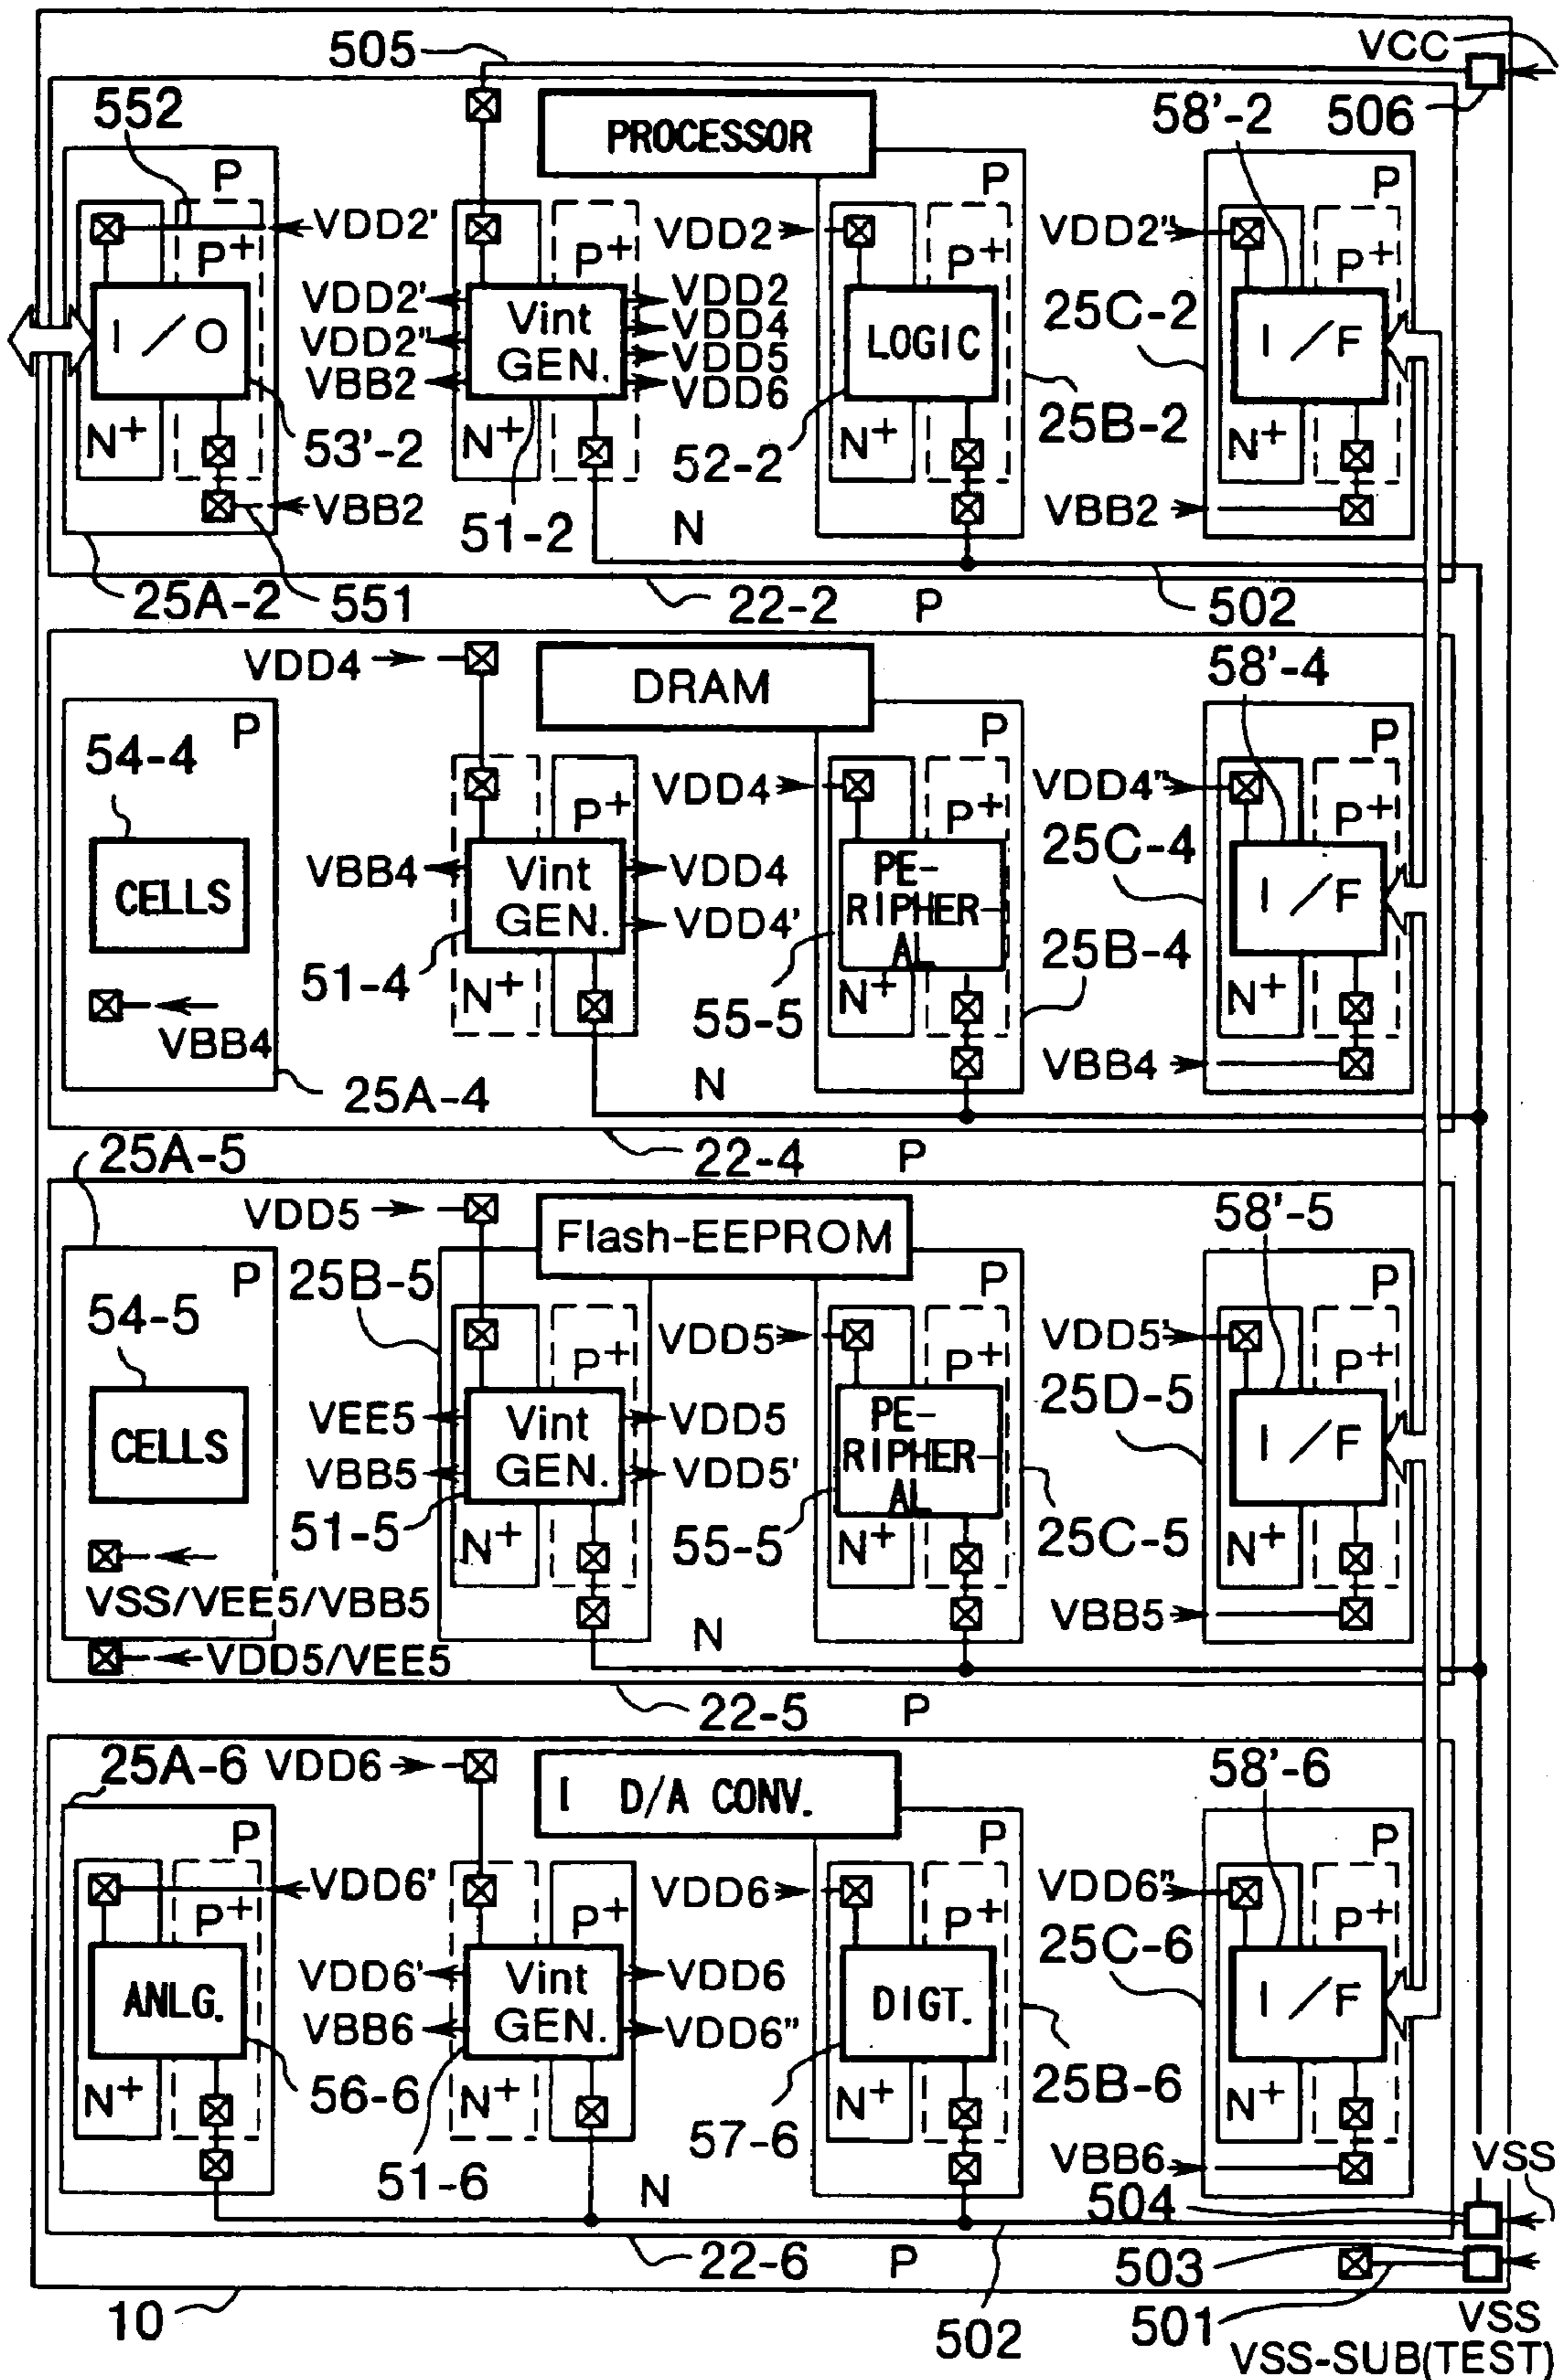 505
VCC
552
PROCESSOR
58'-2
506
P
P
P
VDD2'
VDD2
VDD2"
P+
P+
P+
P+
VDD2'
VDD2"
VBB2
Vint
GEN.
VDD2
VDD4
VDD5
VDD6
I/O
LOGIC
25C-2
I/F
N+
53'-2
N+
52-2
N+
25B-2
N+
VBB2
51-2
N
VBB2
25A-2
551
22-2
P
502
VDD4
DRAM
58'-4
P
P
P
54-4
VDD4
VDD4"
P+
P+
P+
25C-4
CELLS
VBB4
Vint
GEN.
VDD4
VDD4'
PE-
RIPHER-
AL
I/F
25B-4
51-4
N+
55-5
N+
N+
VBB4
VBB4
25A-4
N
25A-5
22-4
P
VDD5
Flash-EEPROM
58'-5
P
25B-5
P
P
54-5
VDD5
VDD5'
P+
P+
P+
25D-5
CELLS
VEE5
VBB5
Vint
GEN.
VDD5
VDD5'
PE-
RIPHER-
AL
I/F
51-5
N+
55-5
N+
25C-5
N+
VSS/VEE5/VBB5
VBB5
N
VDD5/VEE5
22-5
P
25A-6
VDD6
I D/A CONV.
58'-6
P
P
P
VDD6'
VDD6
VDD6"
P+
P+
P+
P+
25C-6
ANLG.
VDD6'
VBB6
Vint
GEN.
VDD6
VDD6"
DIGT.
I/F
N+
56-6
N+
N+
25B-6
N+
57-6
51-6
VBB6
VSS
N
504
22-6
P
503
10
502
501
VSS
VSS-SUB(TEST)